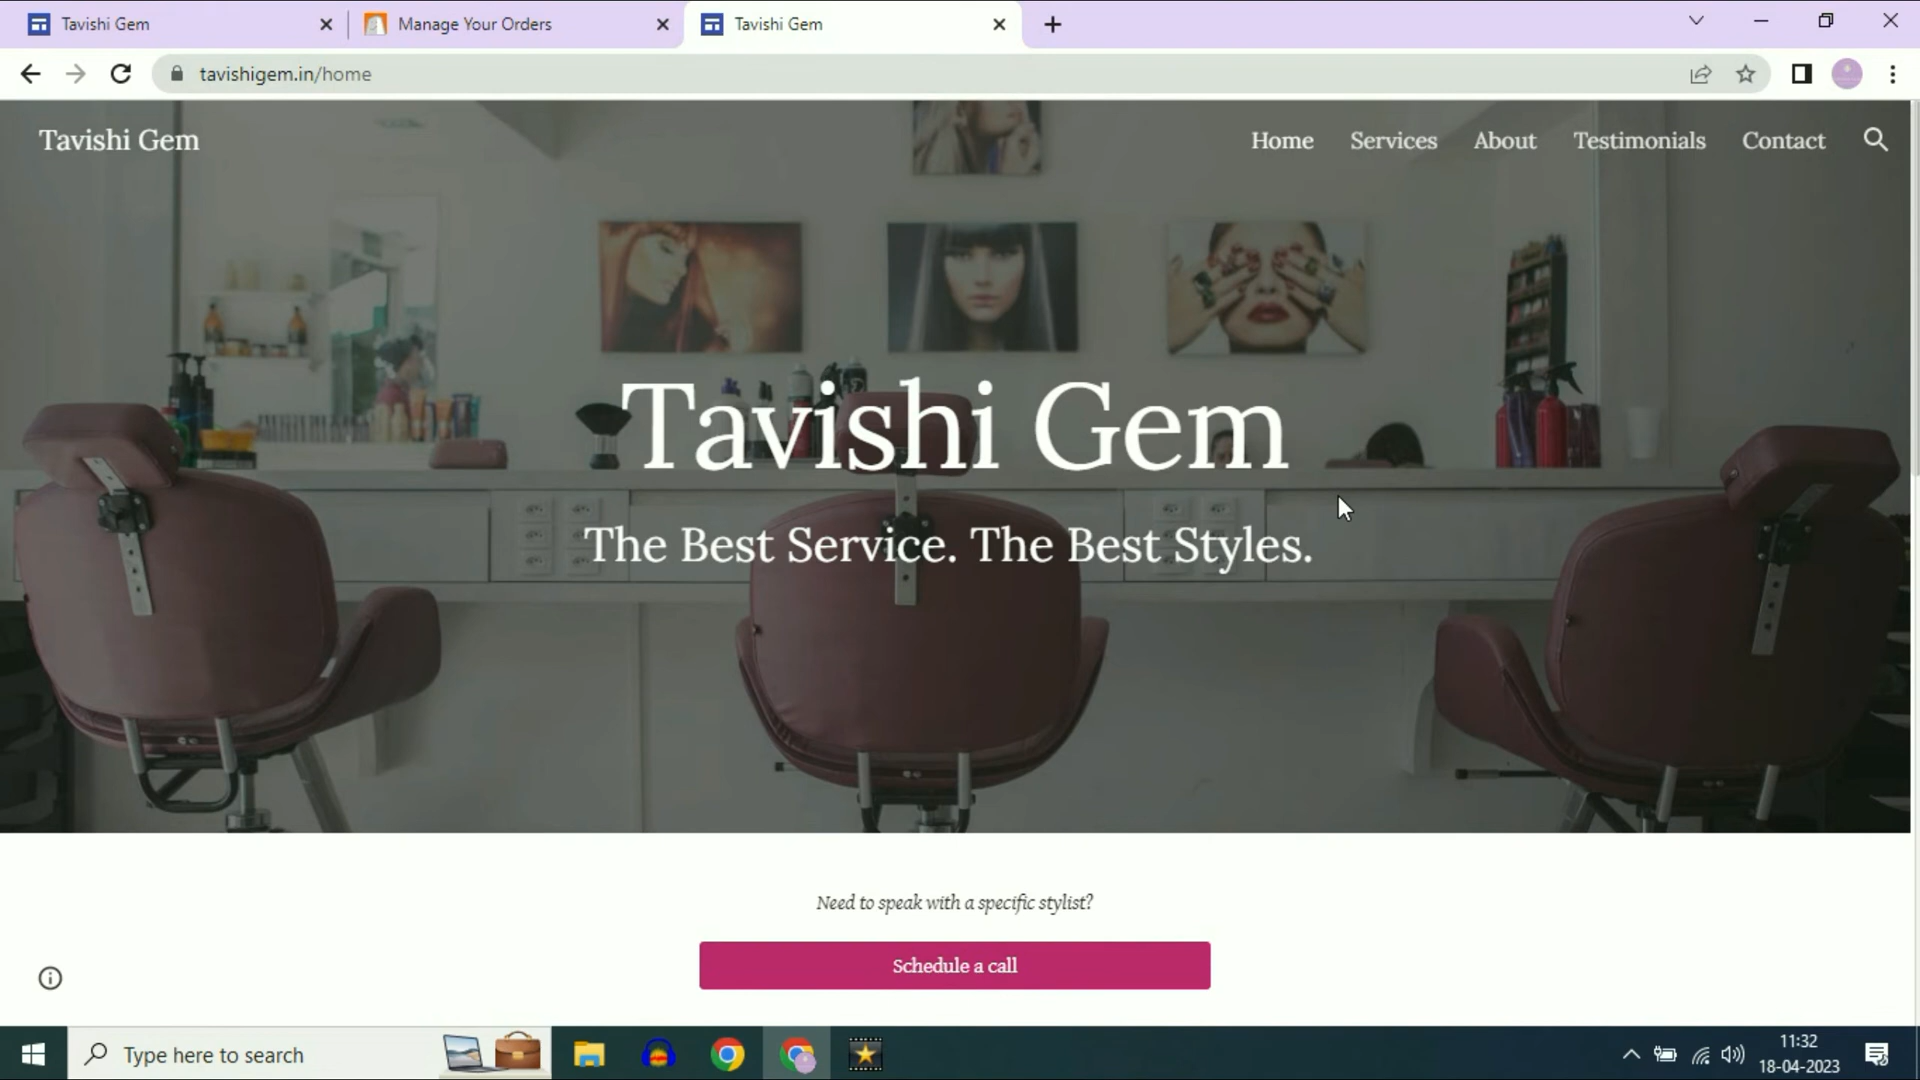 Tavishi Gem
Manage Your Orders
Tavishi Gem
tavishigem.in/home
Tavishi Gem
Home
Services
About
Testimonials
Contact
Tavishi Gem
The Best Service. The Best Styles.
Need to speak with a specific stylist?
Schedule a call
Type here to search
11:32
18-04-2023